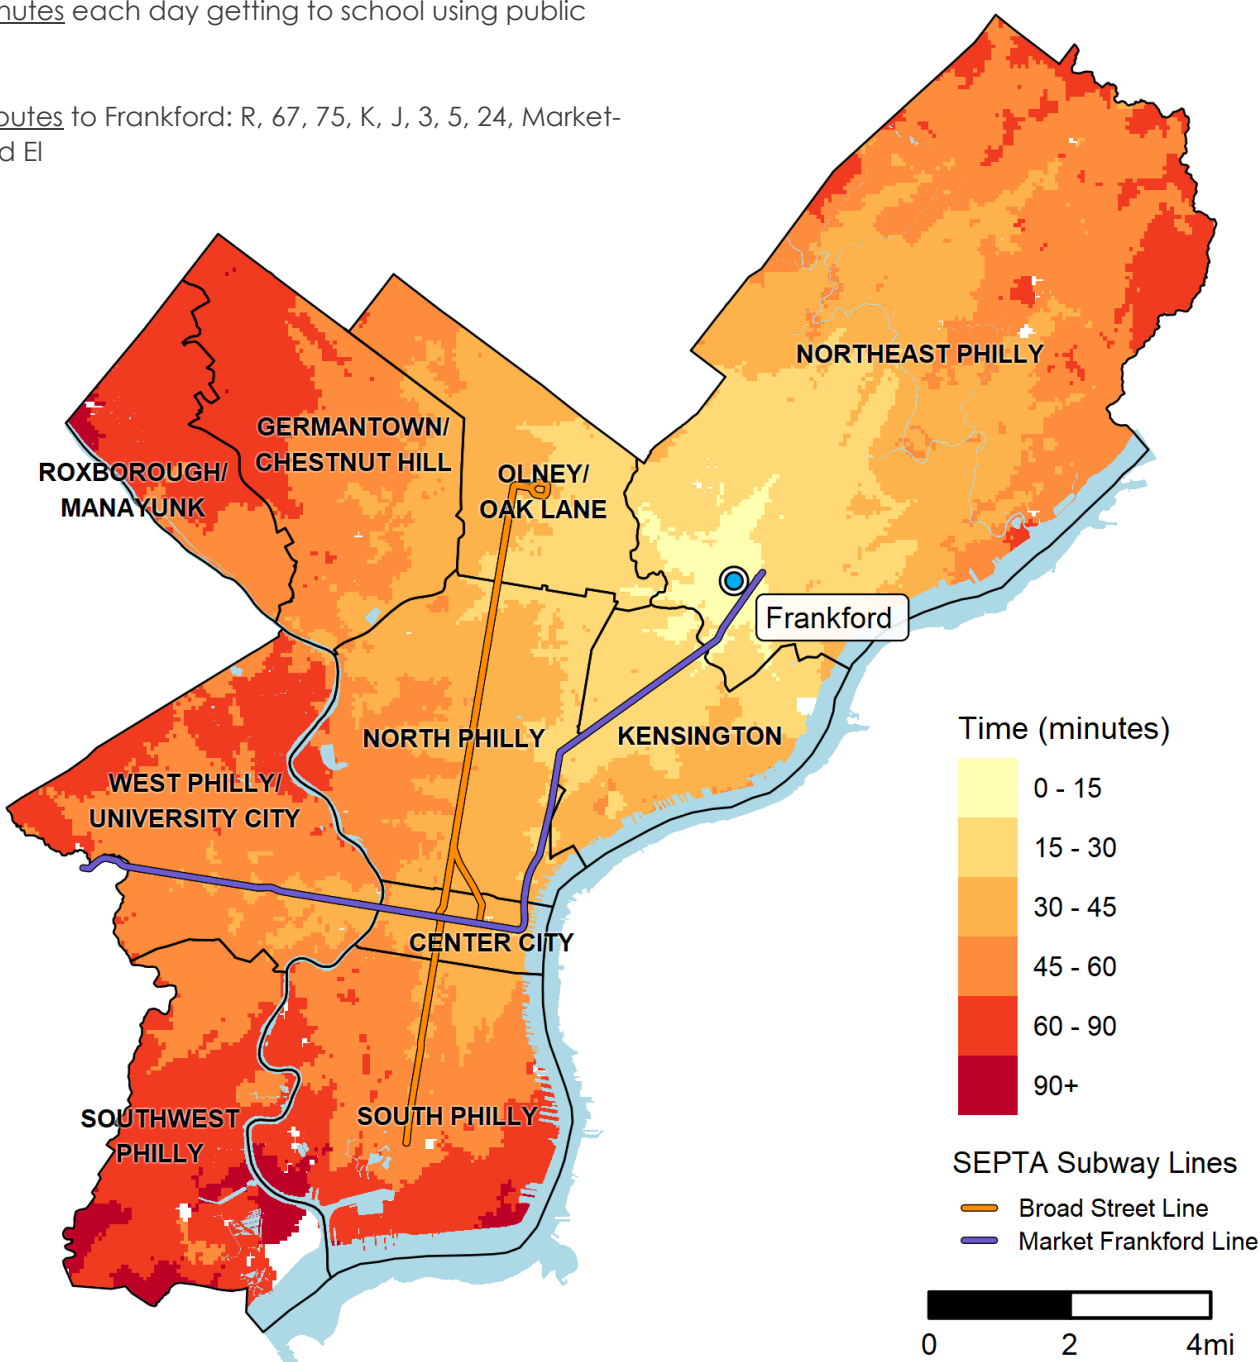 nutes each day getting to school using public
outes to Frankford: R, 67, 75, K, J, 3, 5, 24, Market-
d El
NORTHEAST PHILLY
GERMANTOWN/
CHESTNUT HILL
ROXBOROUGH/
MANAYUNK
OLNEY/
OAK LANE
Frankford
NORTH PHILLY
KENSINGTON
WEST PHILLY/
UNIVERSITY CITY
CENTER CITY
SOUTHWEST
PHILLY
SOUTH PHILLY
Time (minutes)
0 - 15
15 - 30
30 - 45
45 - 60
60 - 90
90+
SEPTA Subway Lines
Broad Street Line
Market Frankford Line
0 2 4mi